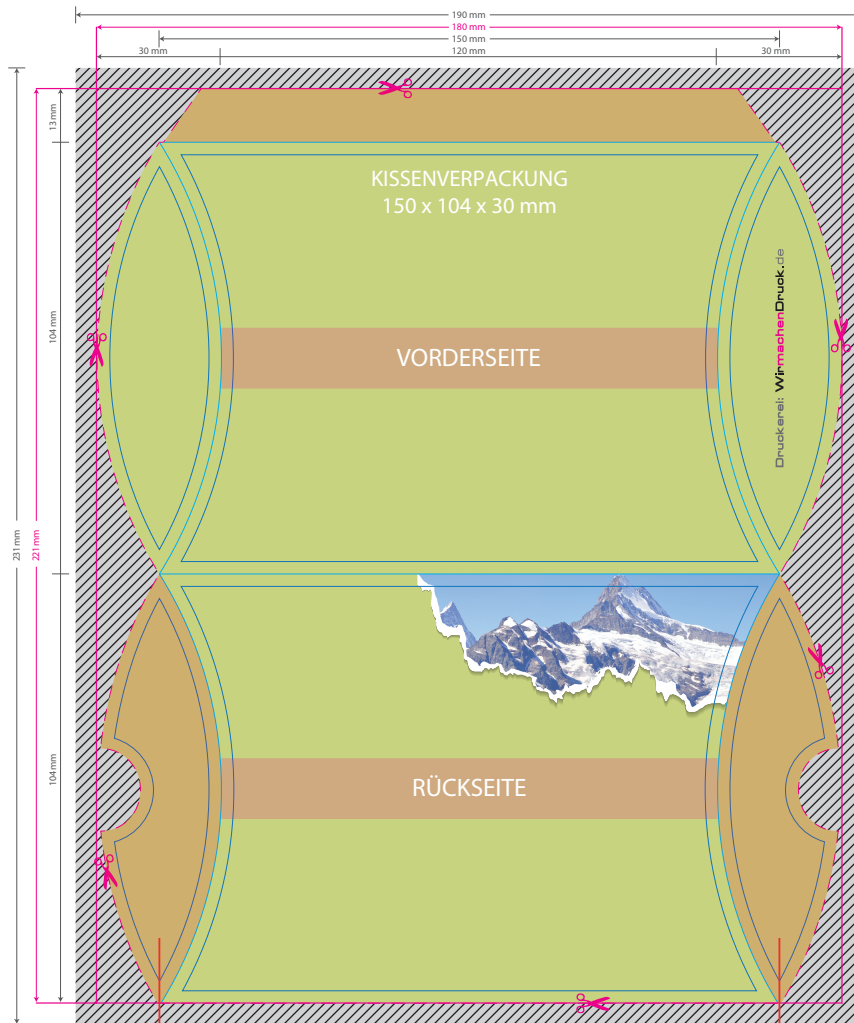 190 mm
180 mm
150 mm
30 mm
120 mm
30 mm
13 mm
KISSENVERPACKUNG
150 x 104 x 30 mm
Druckerei: WirmachenDruck.de
104 mm
VORDERSEITE
231 mm
221 mm
104 mm
RÜCKSEITE